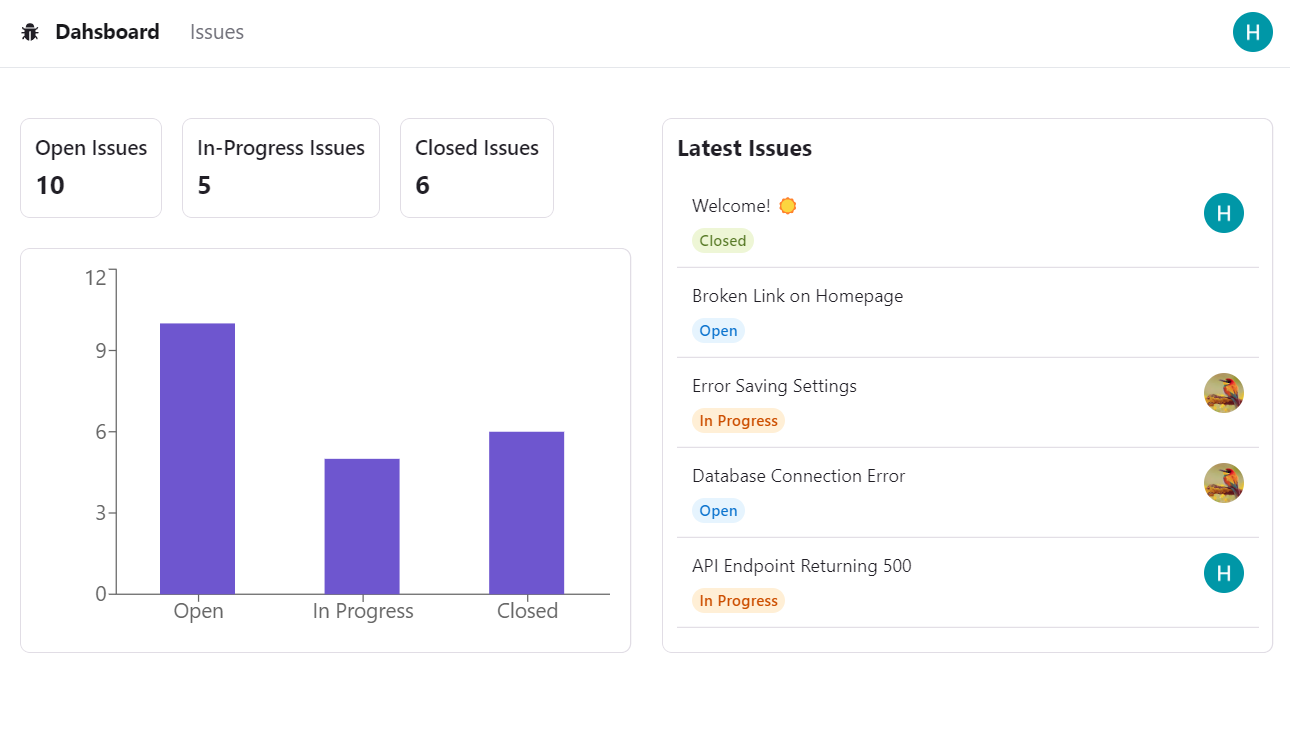 Dahsboard Issues H
Open Issues
10
In-Progress Issues
5
Closed Issues
6
12
9
6
3
0
Open In Progress Closed
Latest Issues
Welcome! H
Closed
Broken Link on Homepage
Open
Error Saving Settings
In Progress
Database Connection Error
Open
API Endpoint Returning 500 H
In Progress